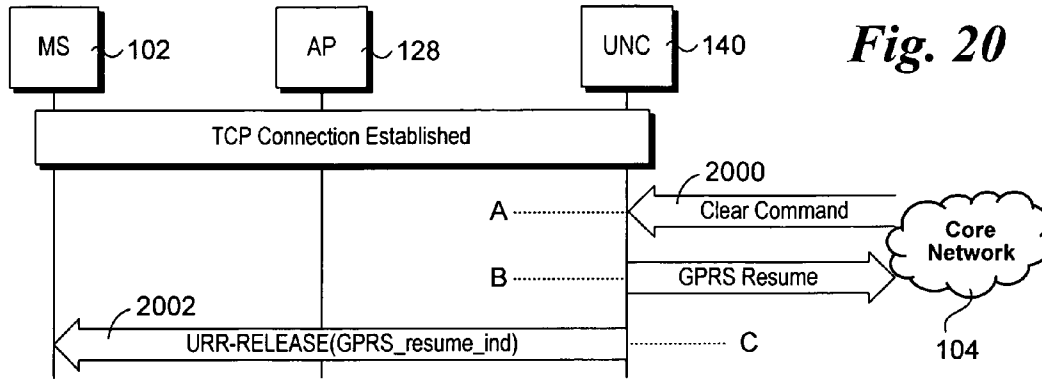 MS
102
AP
128
UNC
140
Fig. 20
TCP Connection Established
2000
A
Clear Command
Core
Network
B
GPRS Resume
2002
URR-RELEASE(GPRS_resume_ind)
C
104